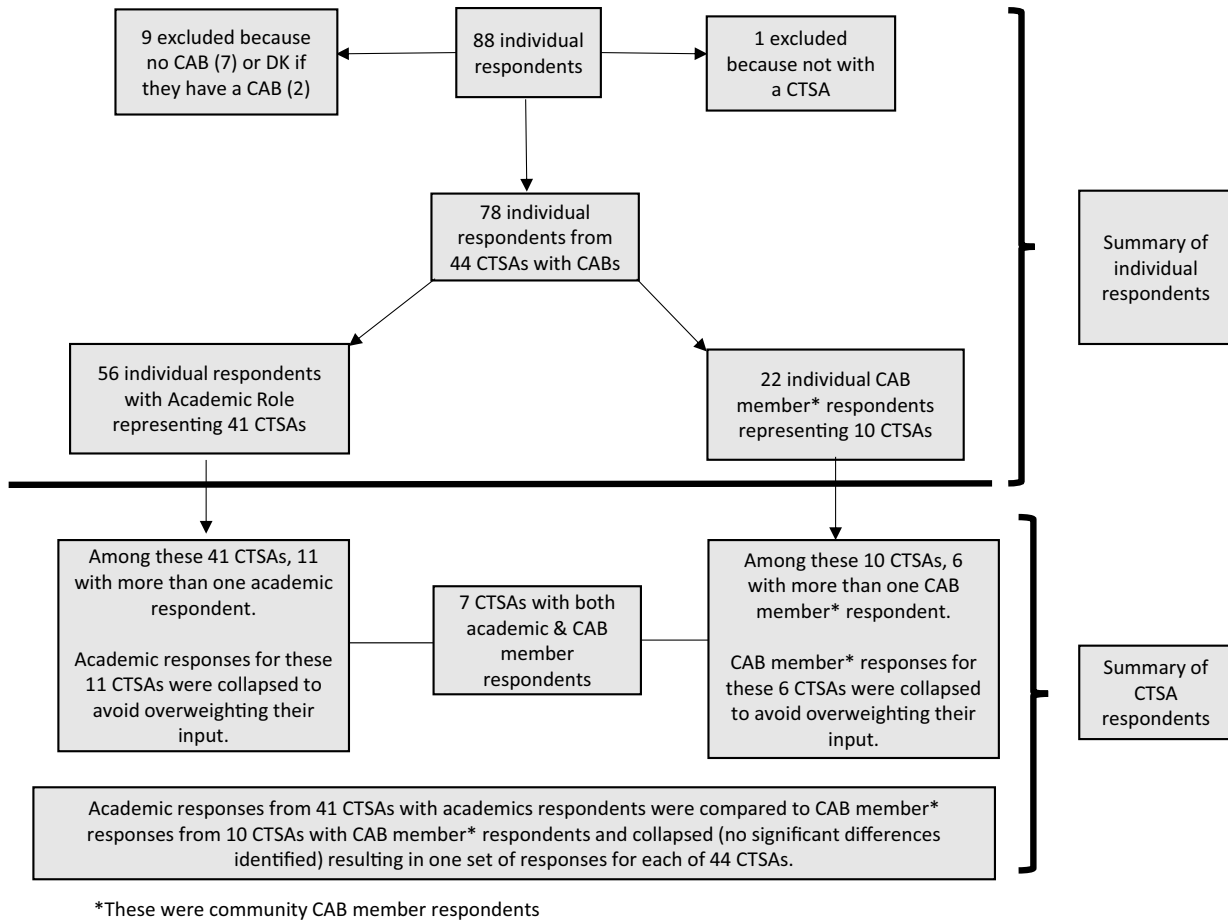 9 excluded because
no CAB (7) or DK if
they have a CAB (2)
88 individual
respondents
1 excluded
because not with
a CTSA
78 individual
respondents from
44 CTSAs with CABs
Summary of
individual
respondents
56 individual respondents
with Academic Role
representing 41 CTSAs
22 individual CAB
member* respondents
representing 10 CTSAs
Among these 41 CTSAs, 11
with more than one academic
respondent.
Academic responses for these
11 CTSAs were collapsed to
avoid overweighting their
input.
7 CTSAs with both
academic & CAB
member
respondents
Among these 10 CTSAs, 6
with more than one CAB
member* respondent.
CAB member* responses for
these 6 CTSAs were collapsed
to avoid overweighting their
input.
Summary of
CTSA
respondents
Academic responses from 41 CTSAs with academics respondents were compared to CAB member*
responses from 10 CTSAs with CAB member* respondents and collapsed (no significant differences
identified) resulting in one set of responses for each of 44 CTSAs.
*These were community CAB member respondents